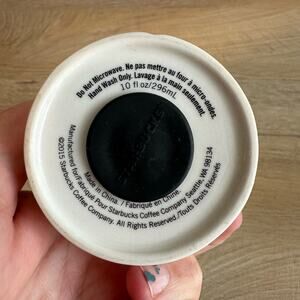 Do Not Microwave. Ne pas mettre au four à micro-ondes.
Hand Wash Only. Lavage à la main seulement.
10 fl oz/296mL
STARBUCKS
Made in China. / Fabriqué en Chine.
Manufactured for/Fabriqué Pour Starbucks Coffee Company Seattle, WA 98134
©2015 Starbucks Coffee Company. All Rights Reserved./Touts Droits Reservés